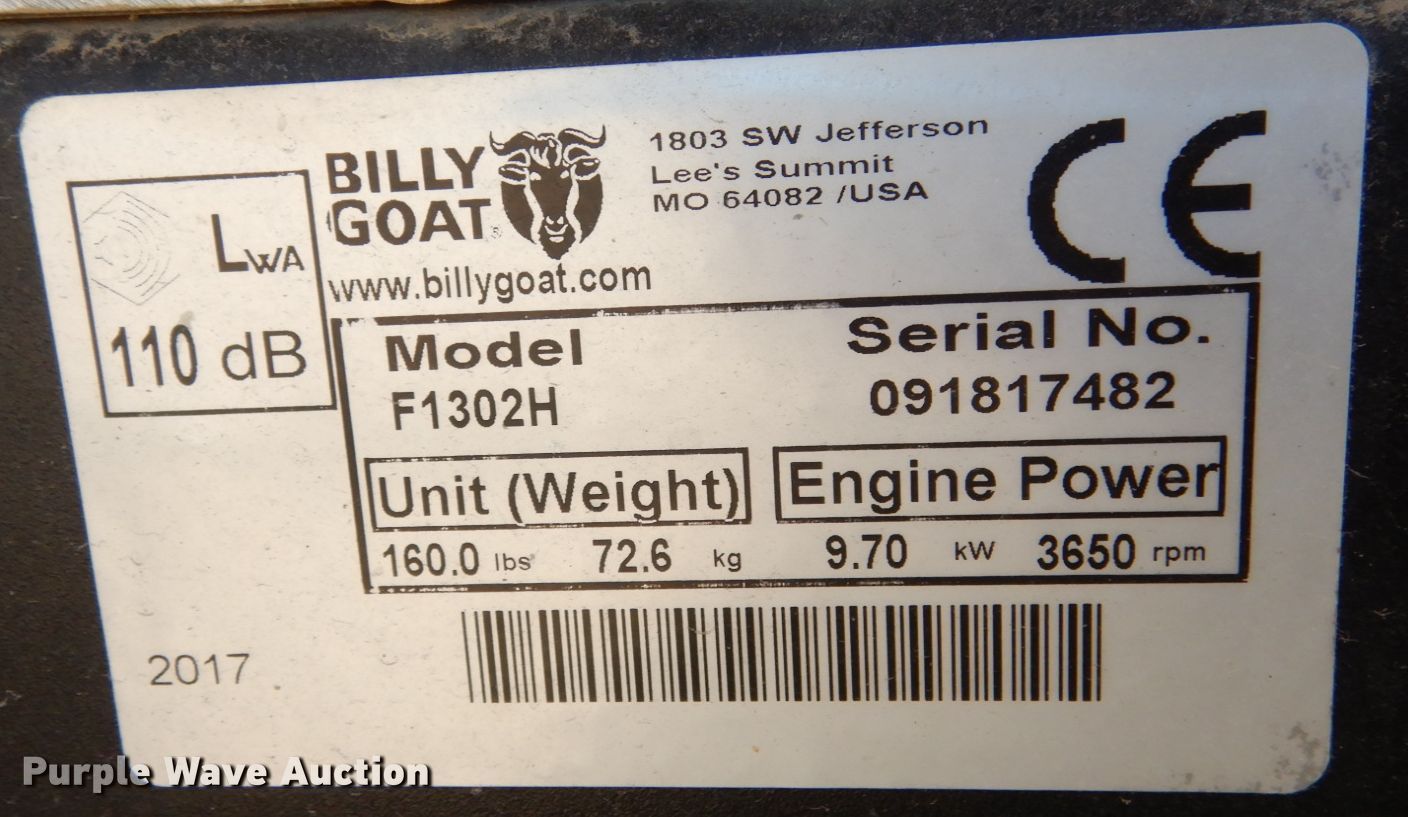 BILLY GOAT®
www.billygoat.com
1803 SW Jefferson
Lee's Summit
MO 64082 /USA
CE
LWA
110 dB
Model
F1302H
Serial No.
091817482
Unit (Weight)
160.0 lbs 72.6 kg
Engine Power
9.70 kW 3650 rpm
2017
Purple Wave Auction